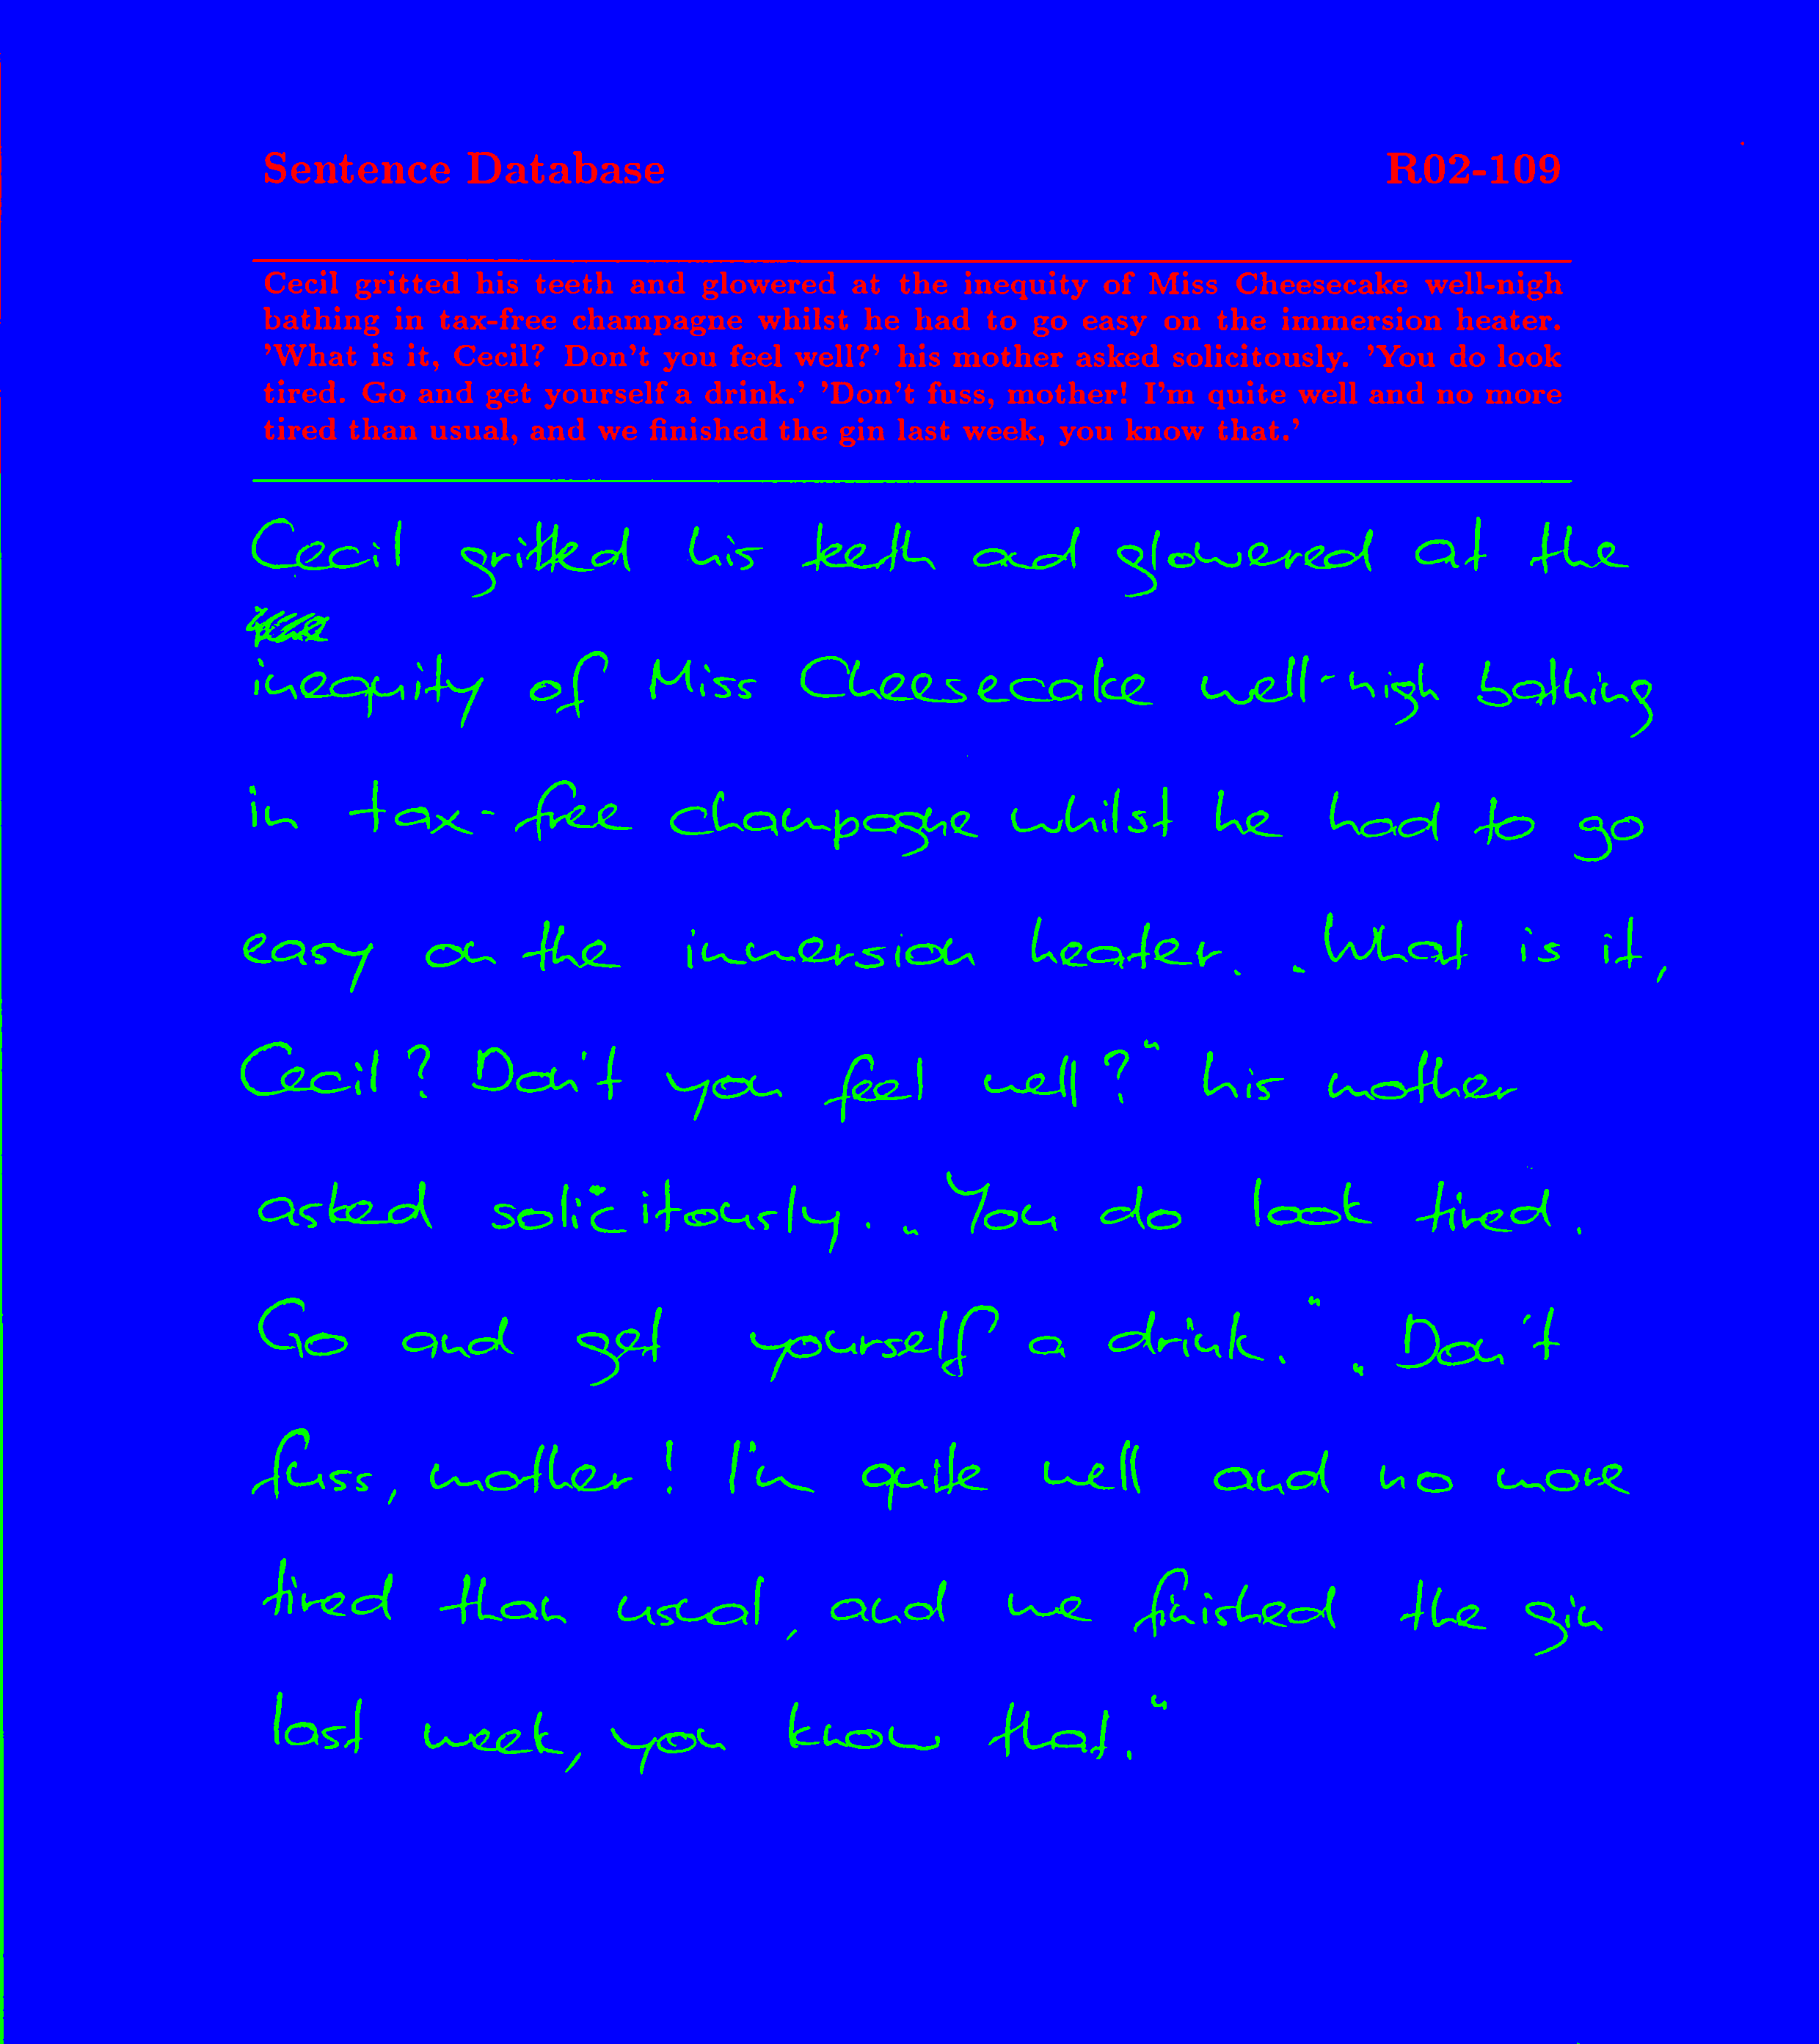 Sentence Database R02-109
Cecil gritted his teeth and glowered at the inequity of Miss Cheesecake well-nigh
bathing in tax-free champagne whilst he had to go easy on the immersion heater.
'What is it, Cecil? Don't you feel well?' his mother asked solicitously. 'You do look
tired. Go and get yourself a drink.' 'Don't fuss, mother! I'm quite well and no more
tired than usual, and we finished the gin last week, you know that.'
Cecil gritted his teeth and glowered at the
inequity of Miss Cheesecake well-nigh bathing
in tax-free champagne whilst he had to go
easy on the immersion heater. „What is it,
Cecil? Don't you feel well?“ his mother
asked solicitously. „You do look tired.
Go and get yourself a drink.“ „Don't
fuss, mother! I'm quite well and no more
tired than usual, and we finished the gin
last week, you know that.“